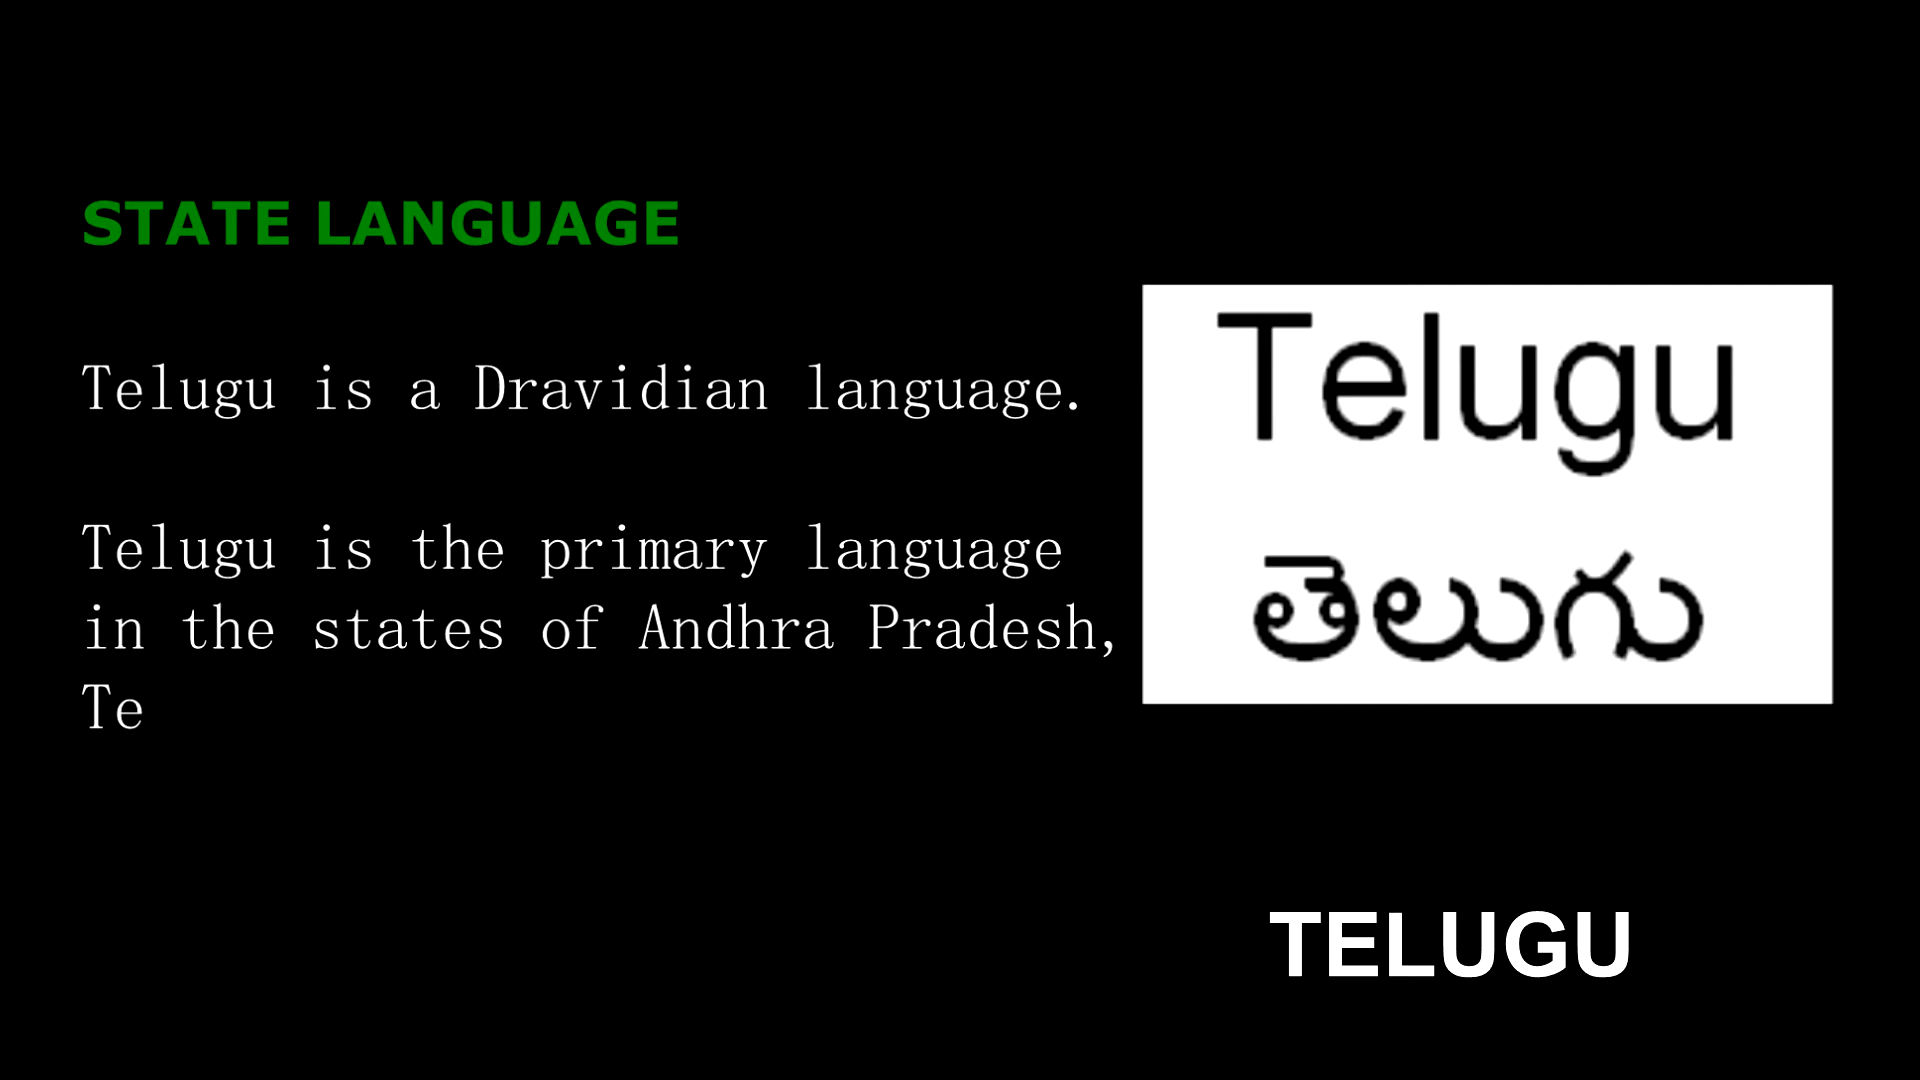 STATE LANGUAGE
Telugu is a Dravidian language.
Telugu is the primary language
in the states of Andhra Pradesh,
Te
Telugu
తెలుగు
TELUGU